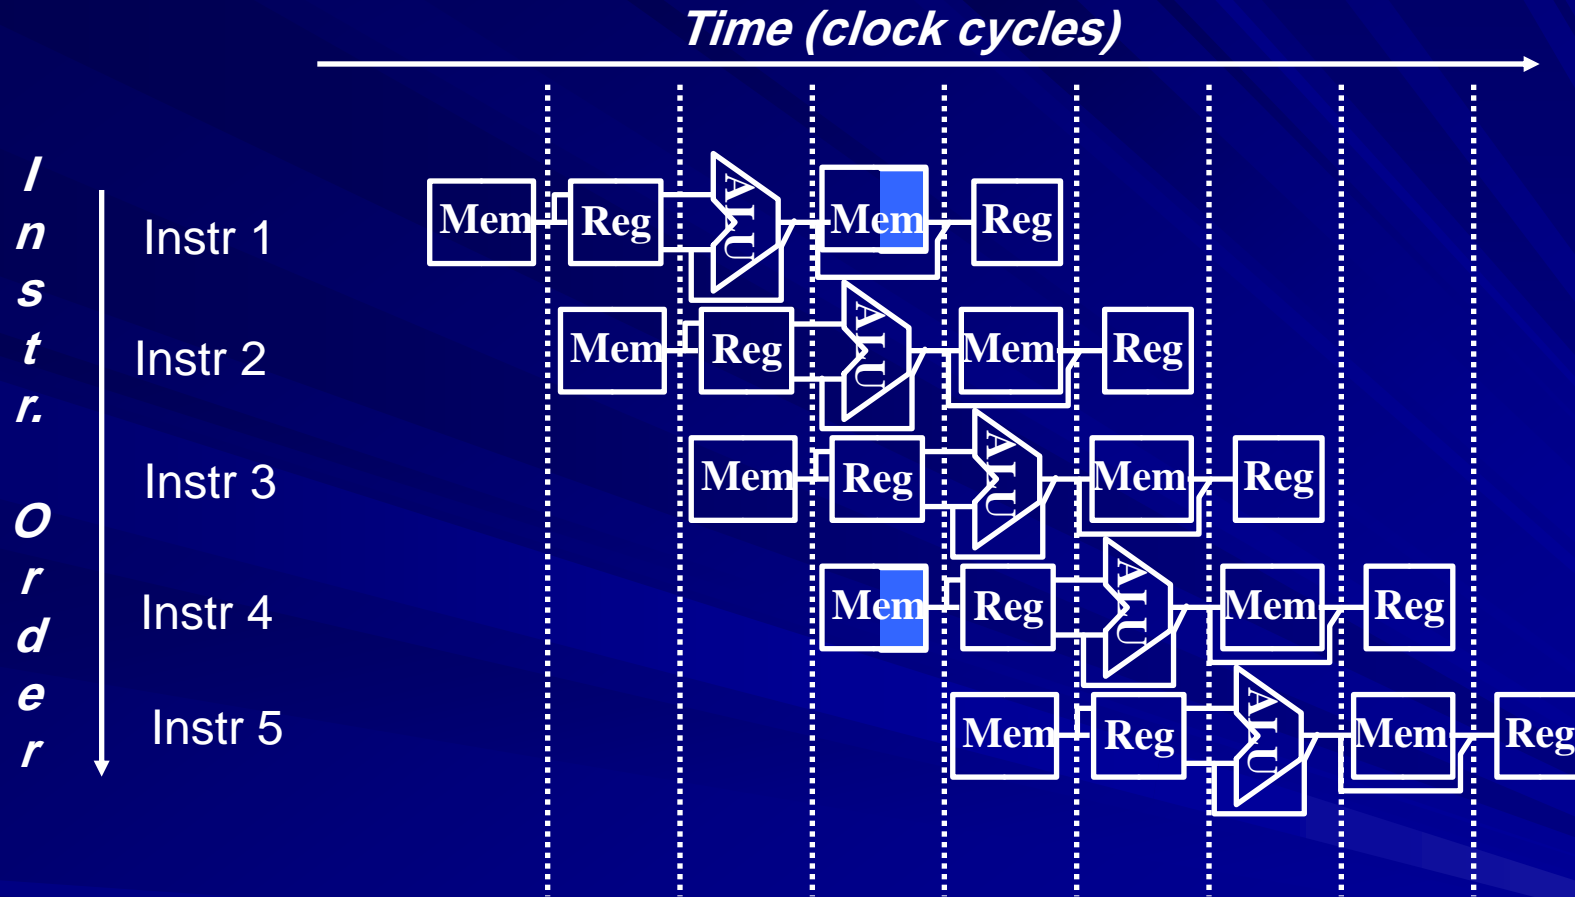 Time (clock cycles)
Instr. Order
Instr 1
Mem Reg ALU Mem Reg
Instr 2
Mem Reg ALU Mem Reg
Instr 3
Mem Reg ALU Mem Reg
Instr 4
Mem Reg ALU Mem Reg
Instr 5
Mem Reg ALU Mem Reg